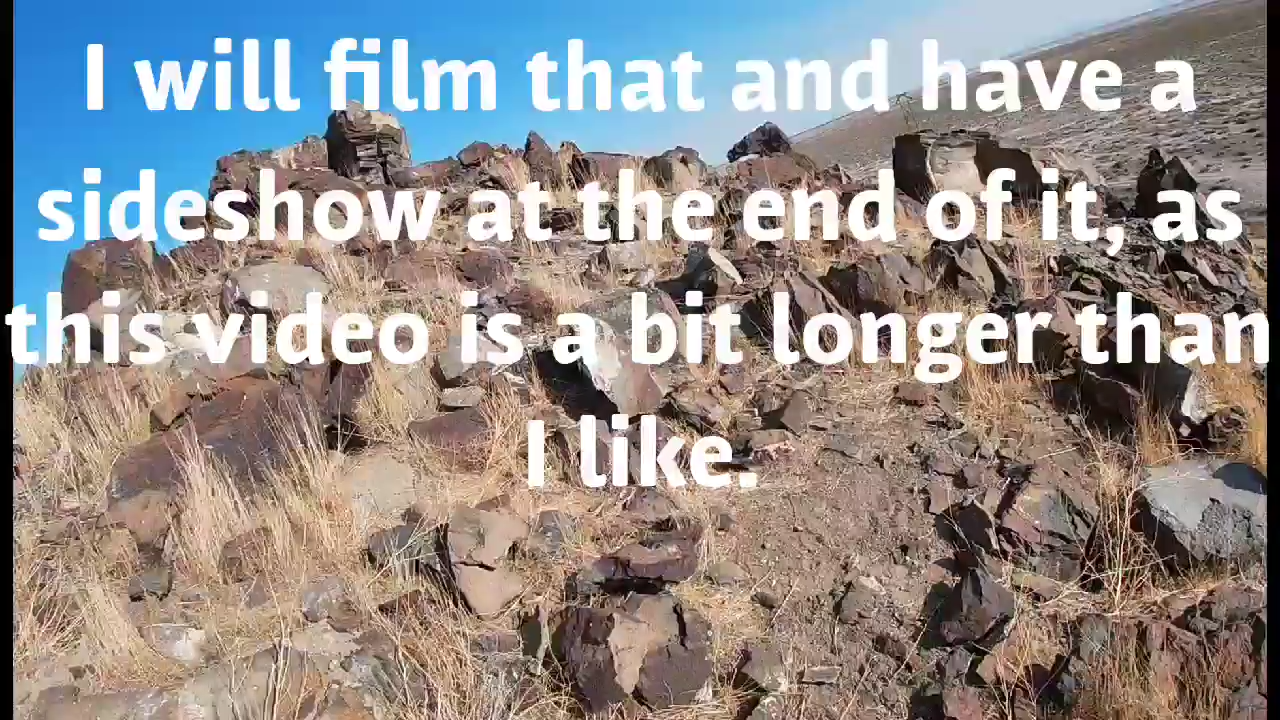 I will film that and have a
sideshow at the end of it, as
this video is a bit longer than
I like.